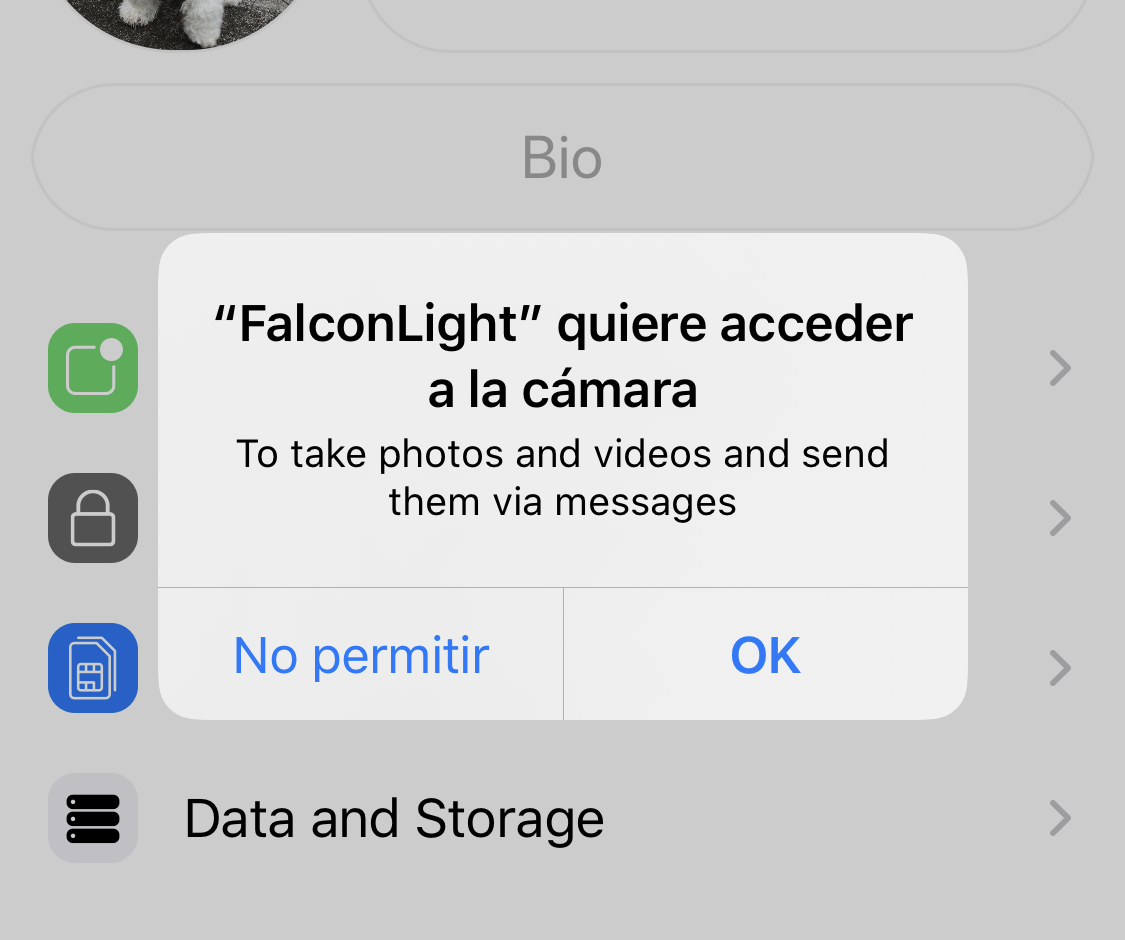 Bio
“FalconLight” quiere acceder
a la cámara
To take photos and videos and send
them via messages
No permitir
OK
Data and Storage